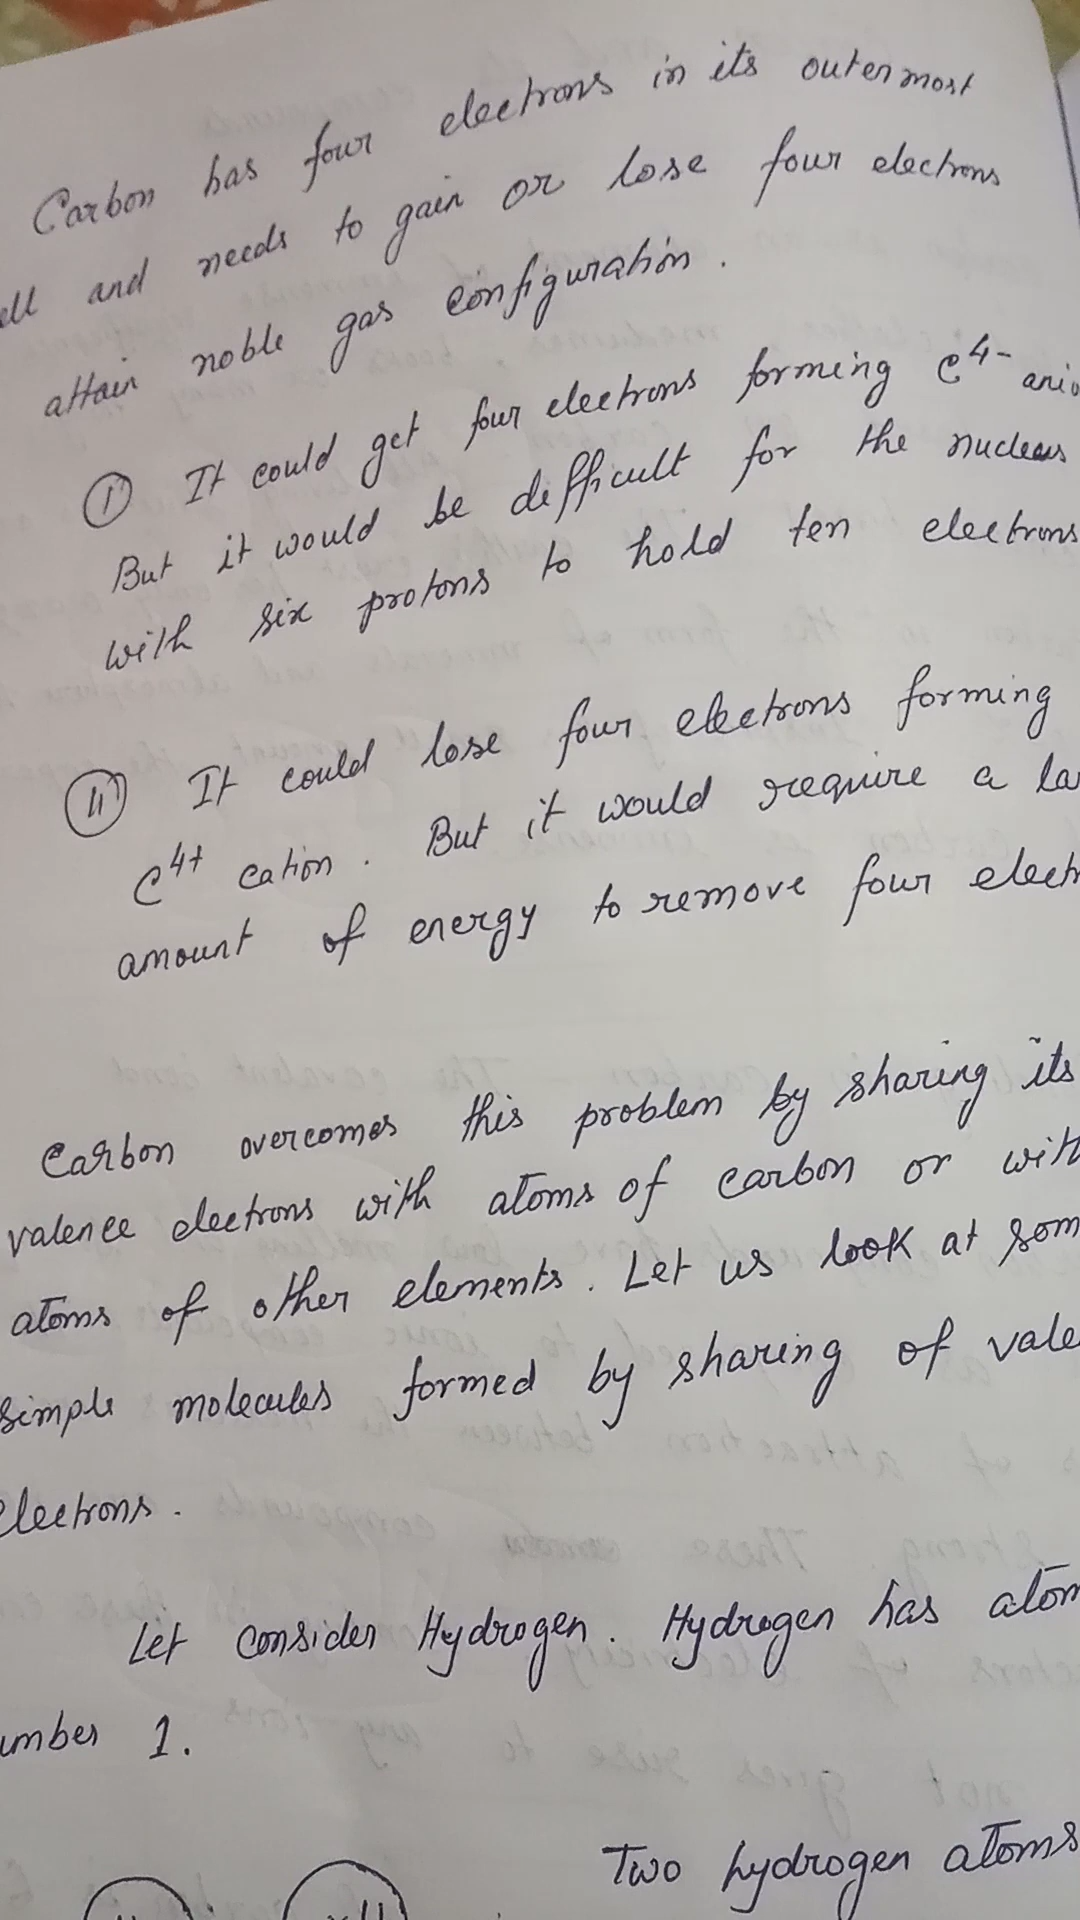 Carbon has four electrons in its outermost
ell and needs to gain or lose four electrons
attain noble gas configuration.
(i) It could get four electrons forming C4- anio
But it would be difficult for the nucleus
with six protons to hold ten electrons
(ii) It could lose four electrons forming
C4+ cation. But it would require a la
amount of energy to remove four electr
Carbon overcomes this problem by sharing its
valence electrons with atoms of carbon or with
atoms of other elements. Let us look at som
simple molecules formed by sharing of vale
electrons.
Let consider Hydrogen. Hydrogen has atom
umber 1.
Two hydrogen atoms